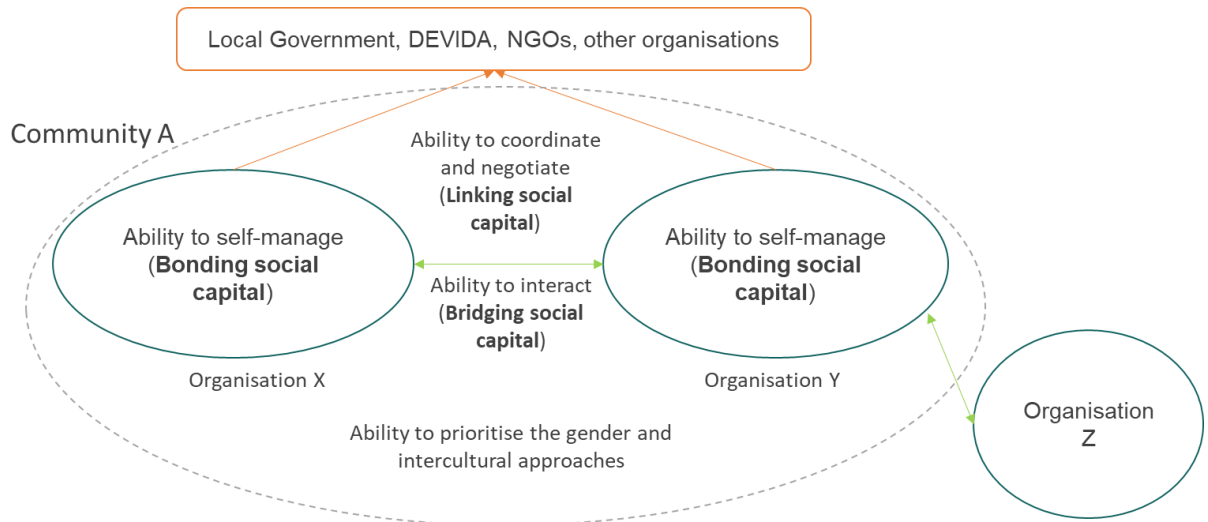 Local Government, DEVIDA, NGOs, other organisations
Community A
Ability to coordinate
and negotiate
(Linking social
capital)
Ability to self-manage
(Bonding social
capital)
Ability to self-manage
(Bonding social
capital)
Ability to interact
(Bridging social
capital)
Organisation X
Organisation Y
Organisation
Z
Ability to prioritise the gender and
intercultural approaches